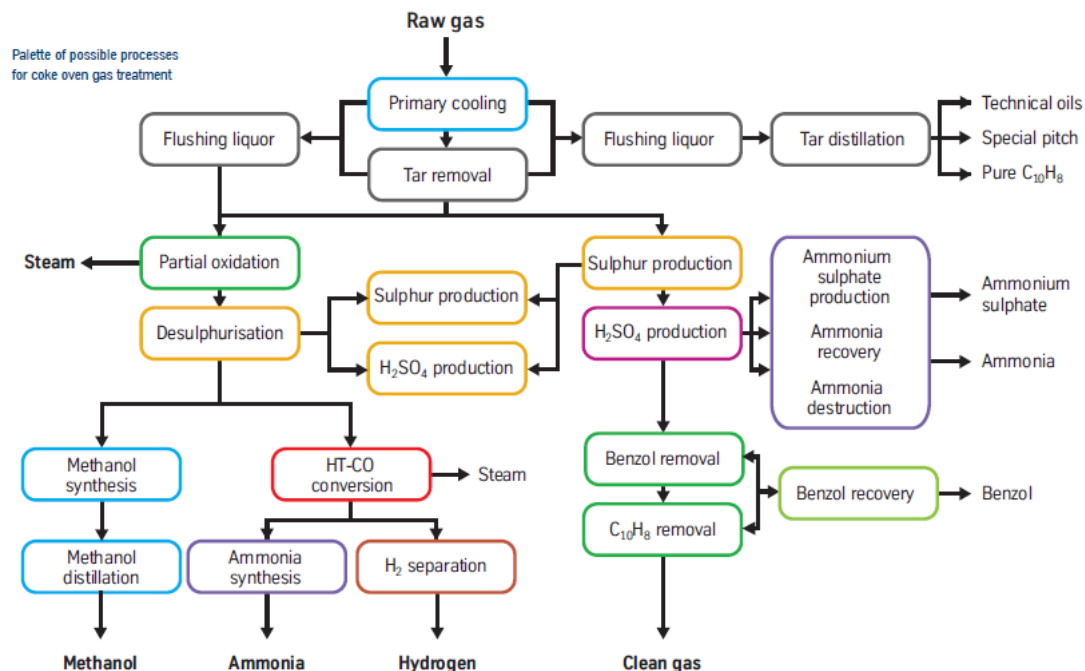 Raw gas
Palette of possible processes
for coke oven gas treatment
Primary cooling
Technical oils
Flushing liquor
Flushing liquor
Tar distillation
Special pitch
Tar removal
Pure C₁₀H₈
Steam
Partial oxidation
Sulphur production
Ammonium
sulphate
production
Sulphur production
Ammonium
sulphate
Desulphurisation
H₂SO₄ production
Ammonia
recovery
H₂SO₄ production
Ammonia
Ammonia
destruction
Methanol
synthesis
HT-CO
conversion
Steam
Benzol removal
Benzol recovery
Benzol
C₁₀H₈ removal
Methanol
distillation
Ammonia
synthesis
H₂ separation
Methanol
Ammonia
Hydrogen
Clean gas